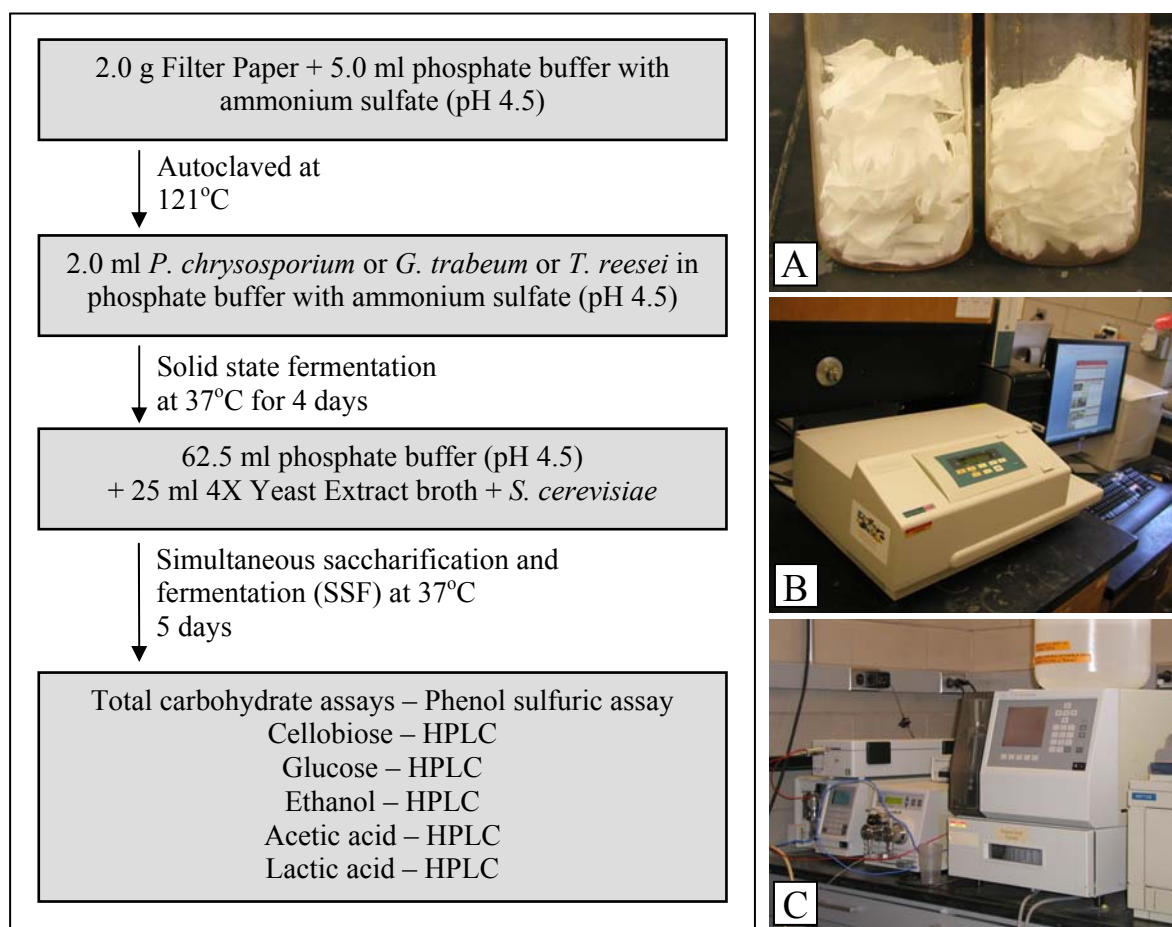 2.0 g Filter Paper + 5.0 ml phosphate buffer with
ammonium sulfate (pH 4.5)
Autoclaved at
121°C
2.0 ml P. chrysosporium or G. trabeum or T. reesei in
phosphate buffer with ammonium sulfate (pH 4.5)
Solid state fermentation
at 37°C for 4 days
62.5 ml phosphate buffer (pH 4.5)
+ 25 ml 4X Yeast Extract broth + S. cerevisiae
Simultaneous saccharification and
fermentation (SSF) at 37°C
5 days
Total carbohydrate assays – Phenol sulfuric assay
Cellobiose – HPLC
Glucose – HPLC
Ethanol – HPLC
Acetic acid – HPLC
Lactic acid – HPLC
A
B
C